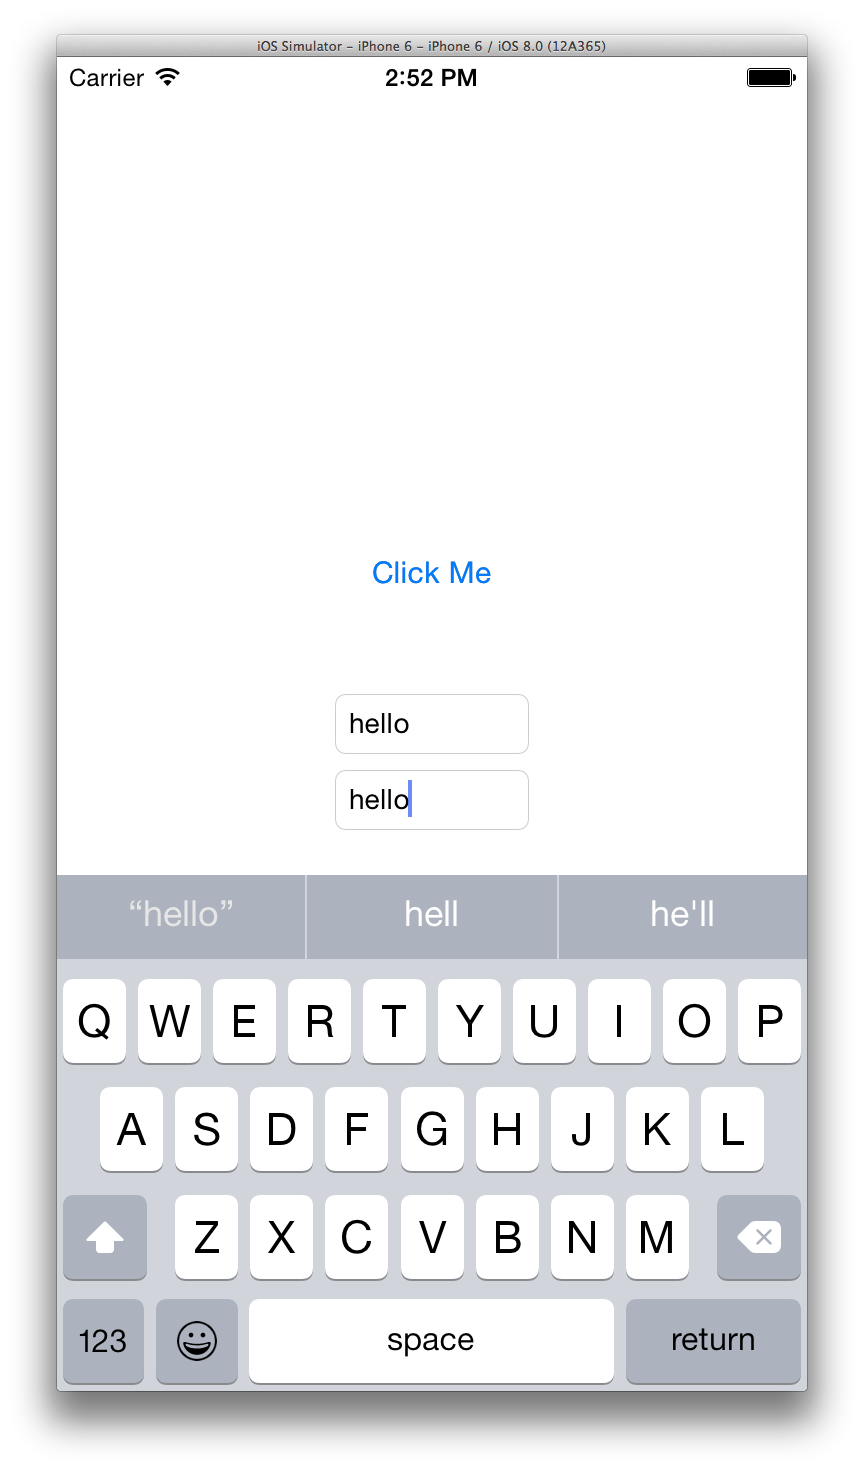 iOS Simulator – iPhone 6 – iPhone 6 / iOS 8.0 (12A365)
Carrier 2:52 PM
Click Me
hello
hello
“hello” hell he'll
Q W E R T Y U I O P
A S D F G H J K L
Z X C V B N M
123 space return